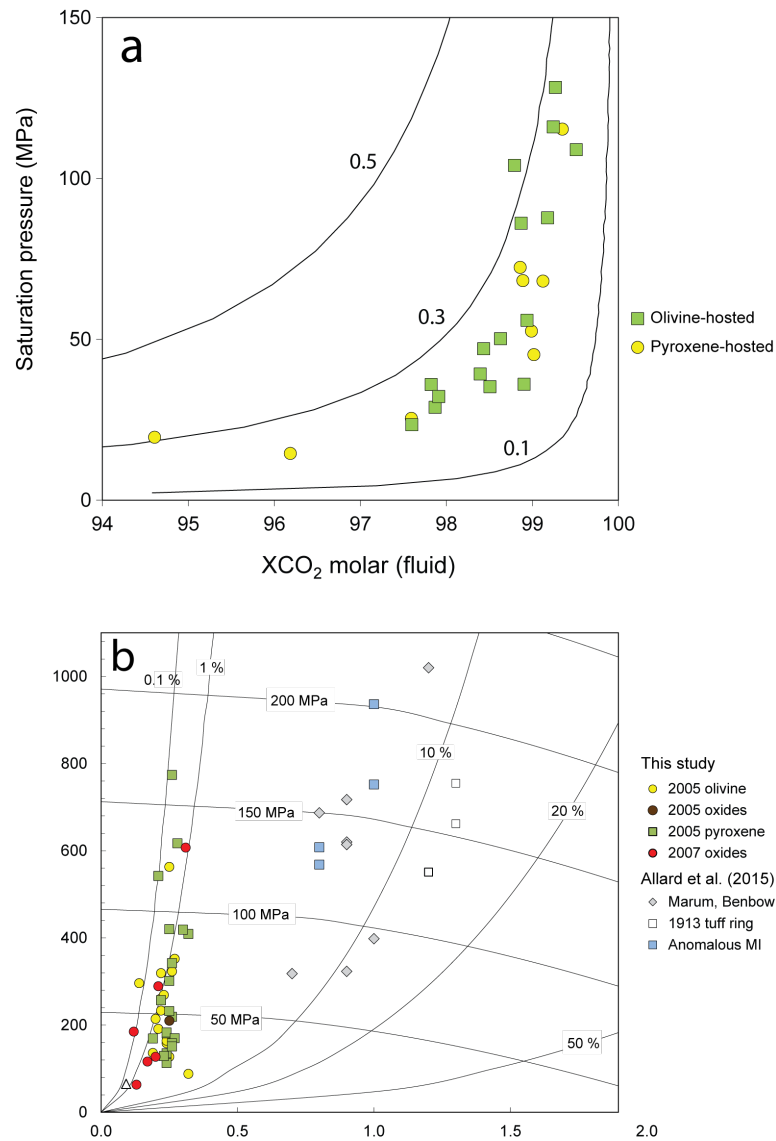 a
150
100
50
0
Saturation pressure (MPa)
0.5
0.3
0.1
94
95
96
97
98
99
100
XCO₂ molar (fluid)
Olivine-hosted
Pyroxene-hosted
b
1000
800
600
400
200
0
0.1 %
1 %
200 MPa
10 %
150 MPa
20 %
100 MPa
50 MPa
50 %
0.0
0.5
1.0
1.5
2.0
This study
2005 olivine
2005 oxides
2005 pyroxene
2007 oxides
Allard et al. (2015)
Marum, Benbow
1913 tuff ring
Anomalous MI